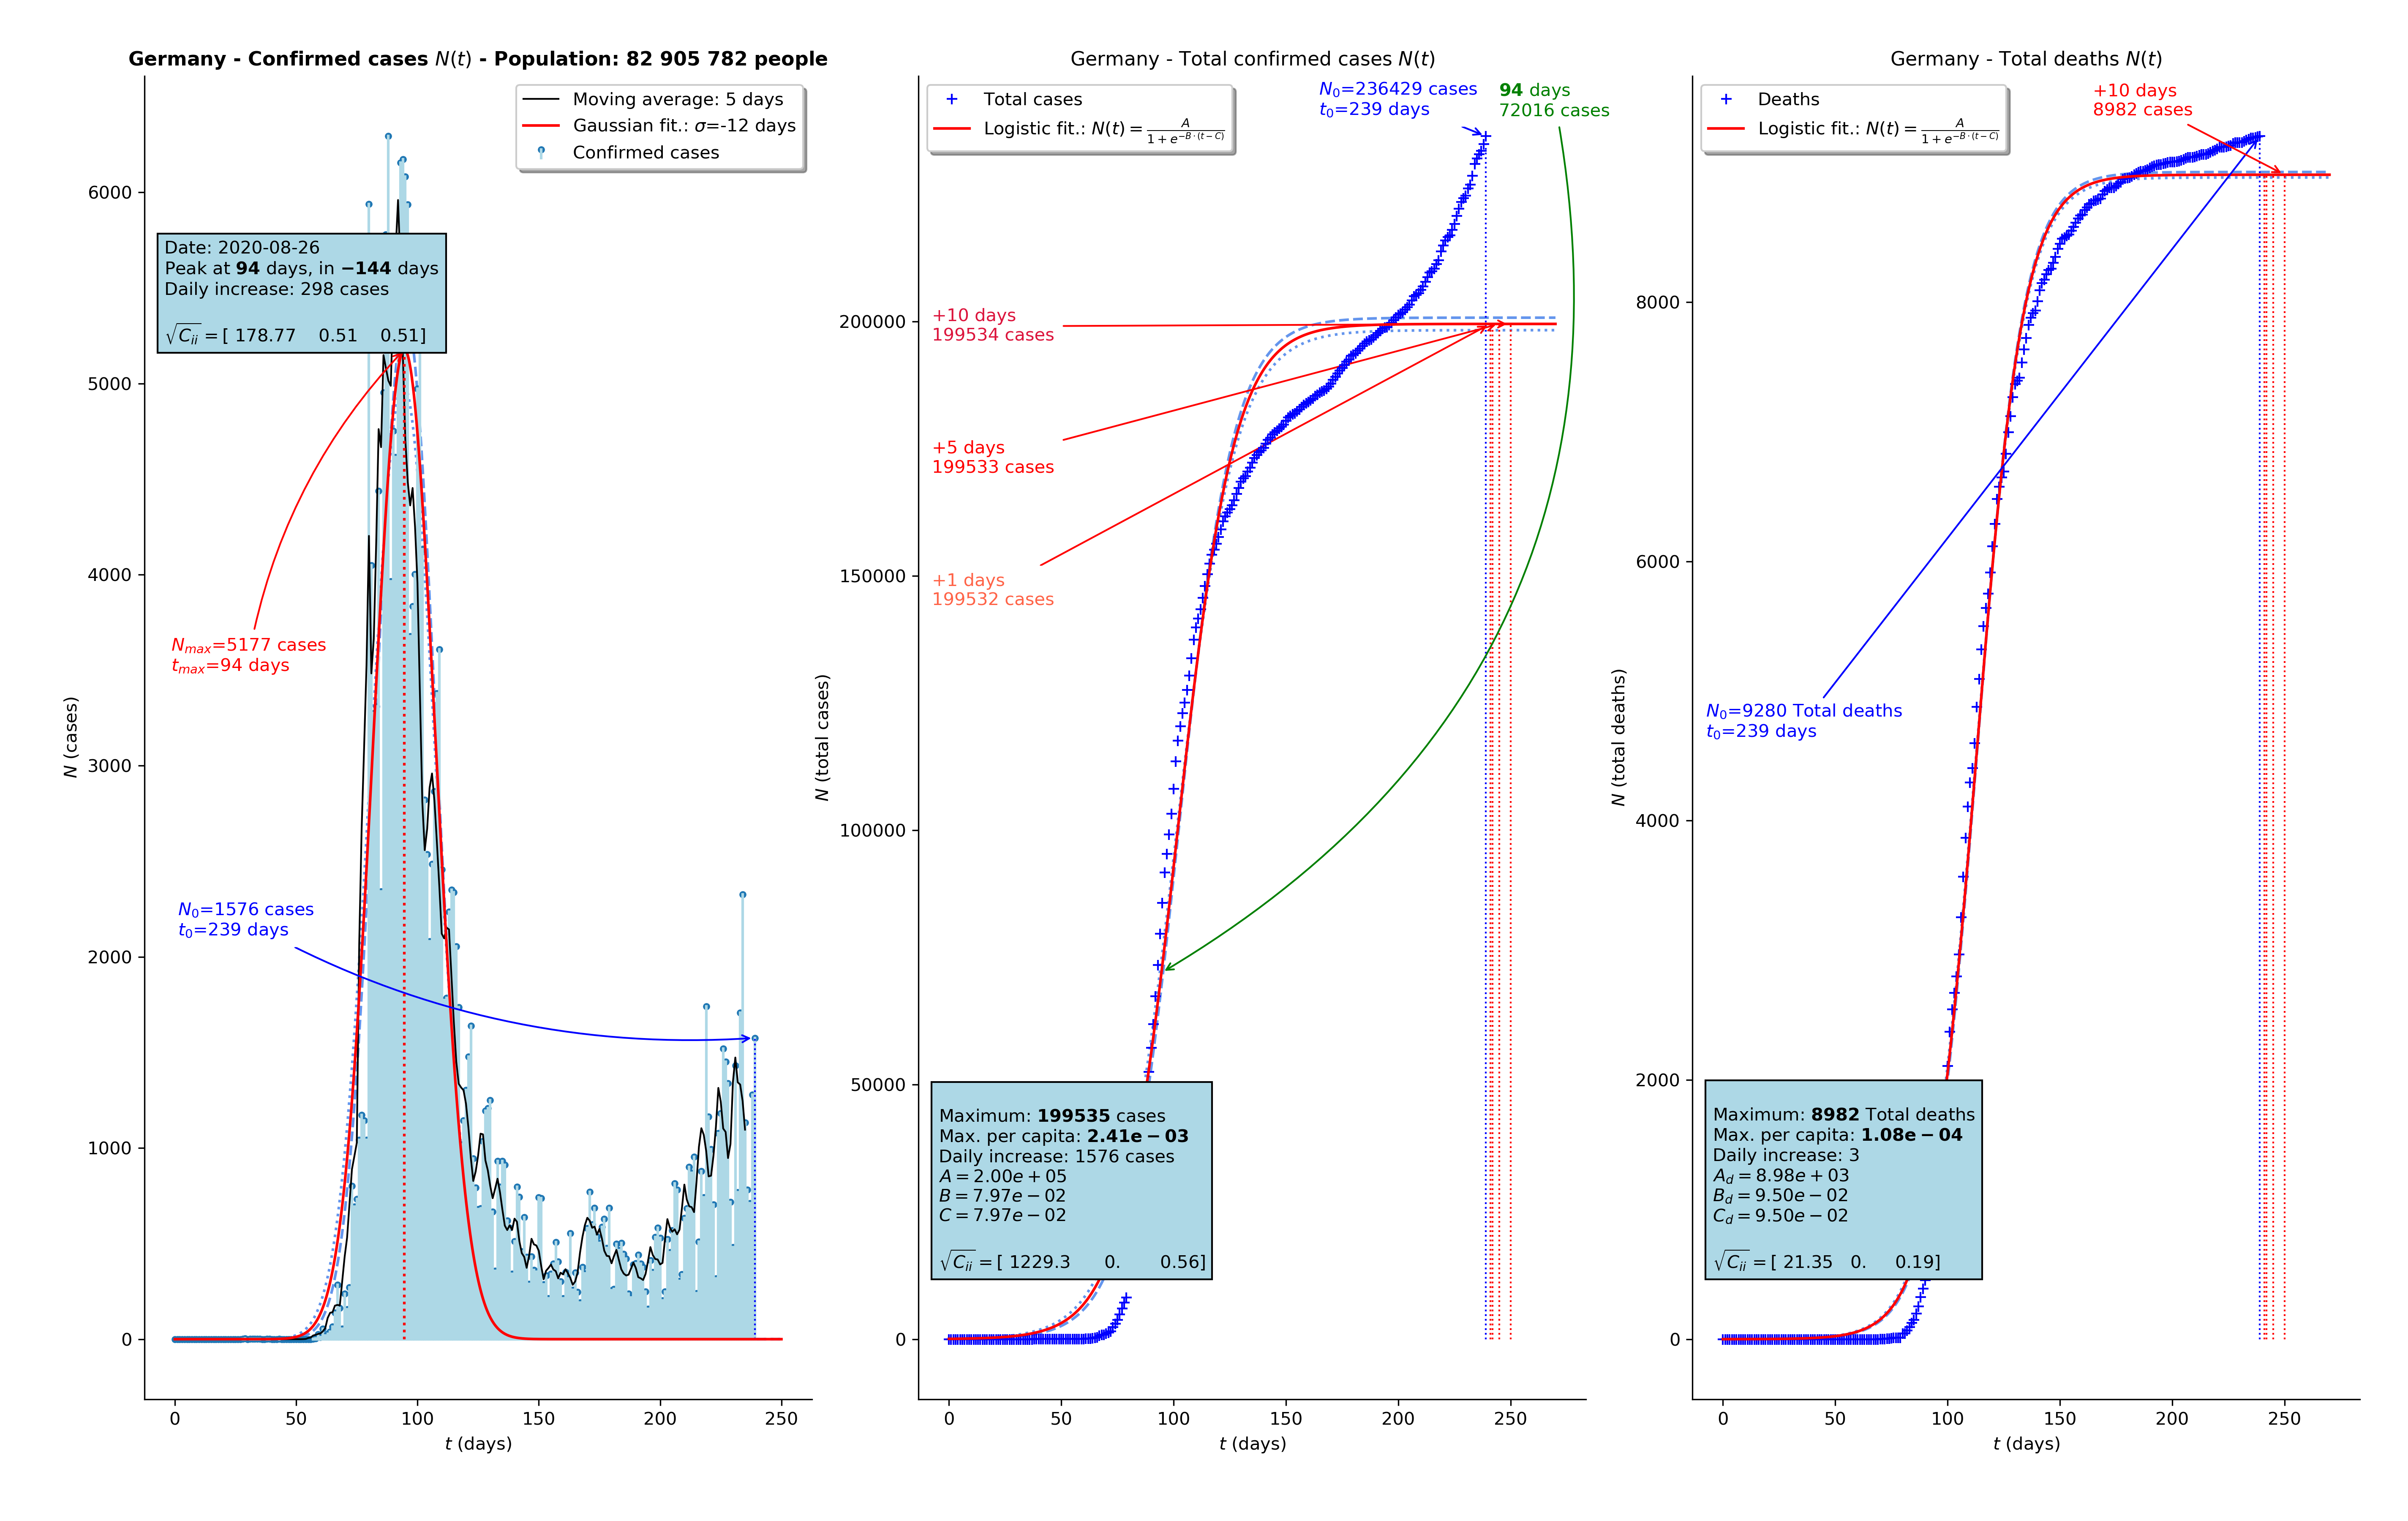 Germany - Confirmed cases N(t) - Population: 82 905 782 people
Moving average: 5 days
Gaussian fit.: σ=-12 days
Confirmed cases
Date: 2020-08-26
Peak at 94 days, in −144 days
Daily increase: 298 cases
√Cᵢᵢ = [ 178.77 0.51 0.51]
N_max=5177 cases
t_max=94 days
N₀=1576 cases
t₀=239 days
N (cases)
6000
5000
4000
3000
2000
1000
0
0 50 100 150 200 250
t (days)
Germany - Total confirmed cases N(t)
Total cases
Logistic fit.: N(t) = A / (1 + e^(−B·(t−C)))
N₀=236429 cases
t₀=239 days
94 days
72016 cases
+10 days
199534 cases
+5 days
199533 cases
+1 days
199532 cases
Maximum: 199535 cases
Max. per capita: 2.41e − 03
Daily increase: 1576 cases
A = 2.00e + 05
B = 7.97e − 02
C = 7.97e − 02
√Cᵢᵢ = [ 1229.3 0. 0.56]
N (total cases)
200000
150000
100000
50000
0
0 50 100 150 200 250
t (days)
Germany - Total deaths N(t)
Deaths
Logistic fit.: N(t) = A / (1 + e^(−B·(t−C)))
+10 days
8982 cases
N₀=9280 Total deaths
t₀=239 days
Maximum: 8982 Total deaths
Max. per capita: 1.08e − 04
Daily increase: 3
A_d = 8.98e + 03
B_d = 9.50e − 02
C_d = 9.50e − 02
√Cᵢᵢ = [ 21.35 0. 0.19]
N (total deaths)
8000
6000
4000
2000
0
0 50 100 150 200 250
t (days)